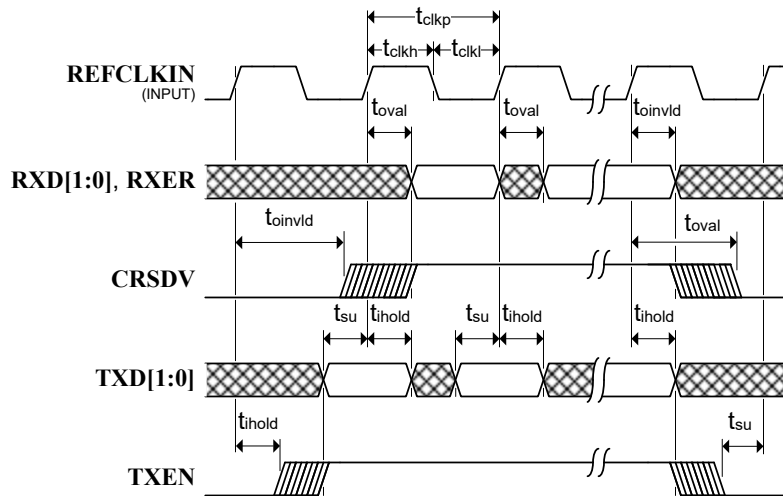 tclkp
tclkh tclkl
REFCLKIN
(INPUT)
toval toval toinvld
RXD[1:0], RXER
toinvld toval
CRSDV
tsu tihold tsu tihold tihold
TXD[1:0]
tihold tsu
TXEN